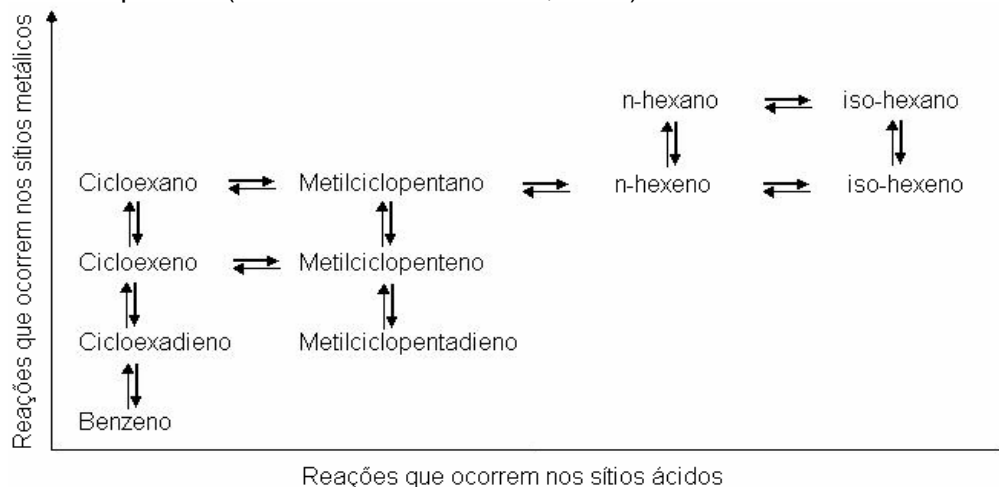 Reações que ocorrem nos sítios metálicos
n-hexano iso-hexano
Cicloexano Metilciclopentano n-hexeno iso-hexeno
Cicloexeno Metilciclopenteno
Cicloexadieno Metilciclopentadieno
Benzeno
Reações que ocorrem nos sítios ácidos